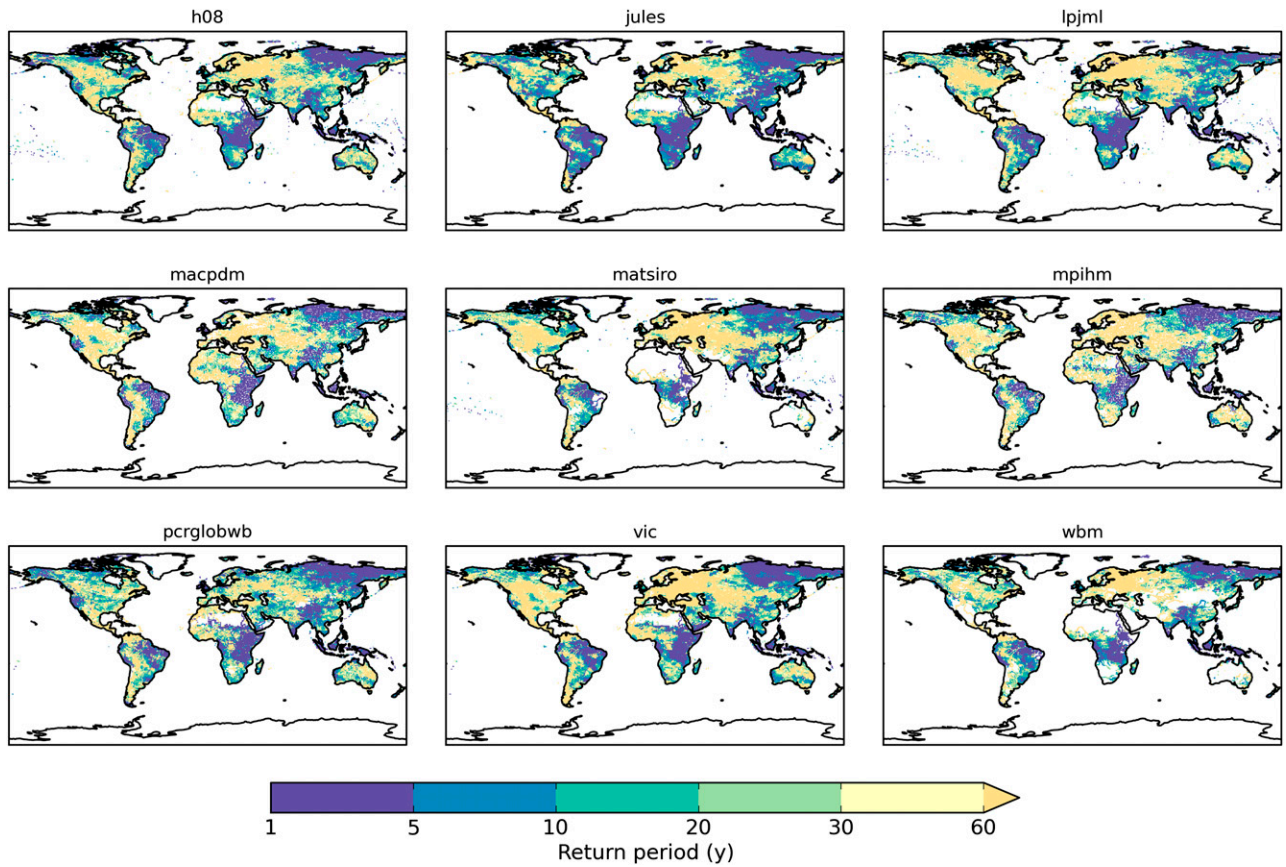 h08 jules lpjml
macpdm matsiro mpihm
pcrglobwb vic wbm
1 5 10 20 30 60
Return period (y)